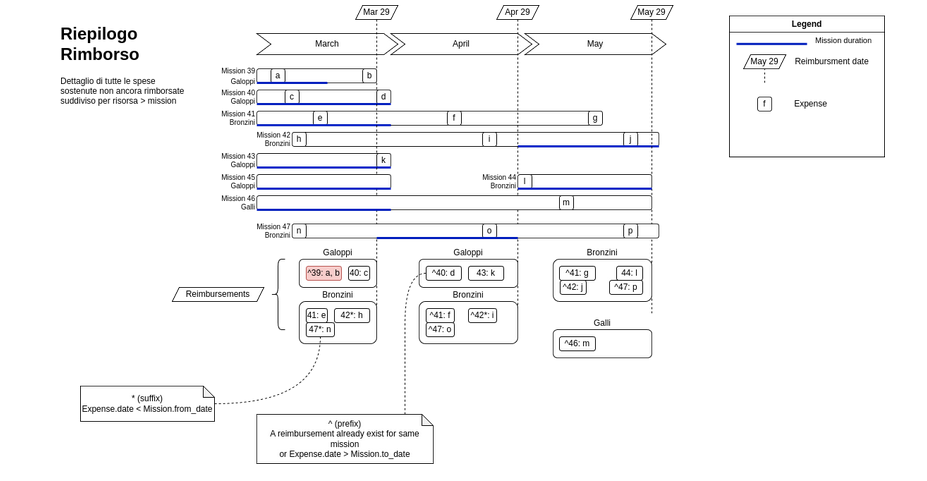 Mar 29
Apr 29
May 29
Riepilogo
Rimborso
Dettaglio di tutte le spese
sostenute non ancora rimborsate
suddiviso per risorsa > mission
March
April
May
Legend
Mission duration
May 29
Reimbursment date
f
Expense
Mission 39
Galoppi
a
b
Mission 40
Galoppi
c
d
Mission 41
Bronzini
e
f
g
Mission 42
Bronzini
h
i
j
Mission 43
Galoppi
k
Mission 45
Galoppi
Mission 44
Bronzini
l
Mission 46
Galli
m
Mission 47
Bronzini
n
o
p
Reimbursements
Galoppi
^39: a, b
40: c
Bronzini
41: e
42*: h
47*: n
Galoppi
^40: d
43: k
Bronzini
^41: f
^42*: i
^47: o
Bronzini
^41: g
44: l
^42: j
^47: p
Galli
^46: m
* (suffix)
Expense.date < Mission.from_date
^ (prefix)
A reimbursement already exist for same
mission
or Expense.date > Mission.to_date